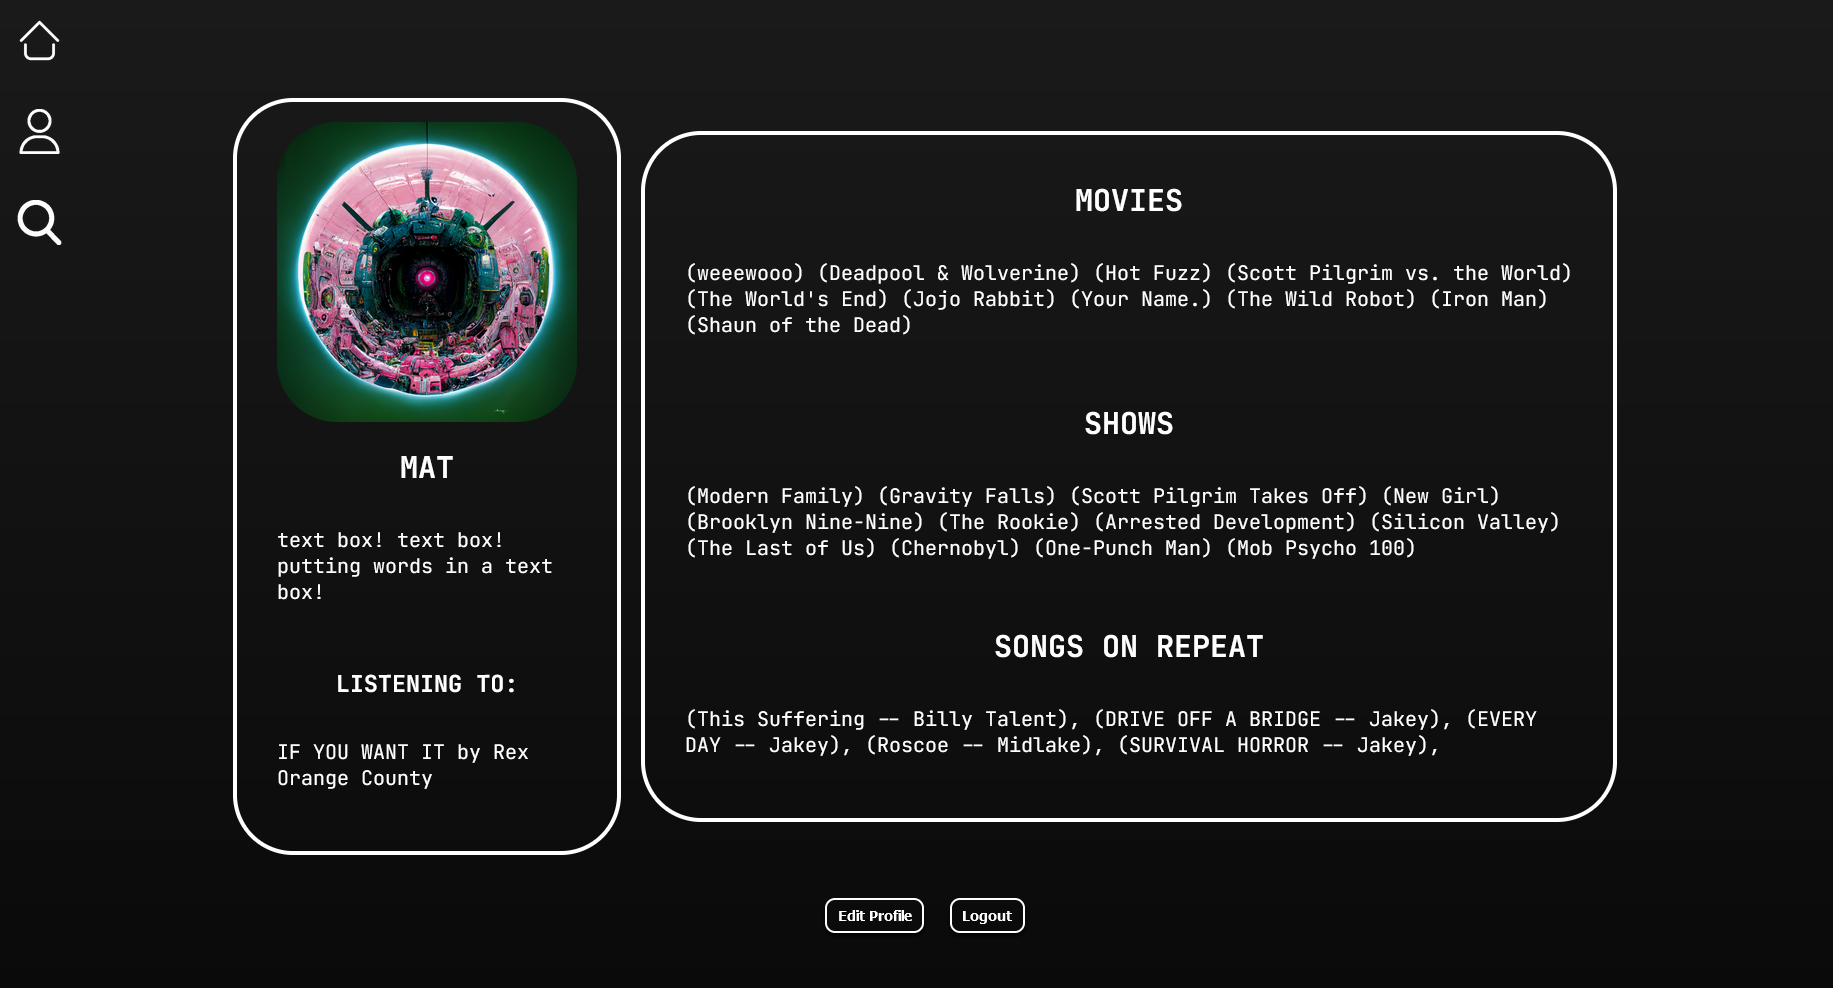 MAT
text box! text box!
putting words in a text
box!
LISTENING TO:
IF YOU WANT IT by Rex
Orange County
MOVIES
(weeewooo) (Deadpool & Wolverine) (Hot Fuzz) (Scott Pilgrim vs. the World)
(The World's End) (Jojo Rabbit) (Your Name.) (The Wild Robot) (Iron Man)
(Shaun of the Dead)
SHOWS
(Modern Family) (Gravity Falls) (Scott Pilgrim Takes Off) (New Girl)
(Brooklyn Nine-Nine) (The Rookie) (Arrested Development) (Silicon Valley)
(The Last of Us) (Chernobyl) (One-Punch Man) (Mob Psycho 100)
SONGS ON REPEAT
(This Suffering -- Billy Talent), (DRIVE OFF A BRIDGE -- Jakey), (EVERY
DAY -- Jakey), (Roscoe -- Midlake), (SURVIVAL HORROR -- Jakey),
Edit Profile
Logout